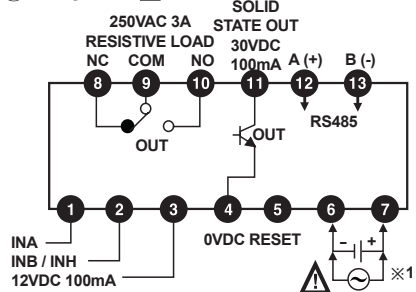 SOLID
250VAC 3A STATE OUT
RESISTIVE LOAD 30VDC
NC COM NO 100mA A (+) B (-)
8 9 10 11 12 13
RS485
OUT OUT
1 2 3 4 5 6 7
0VDC RESET - +
INA
INB / INH
12VDC 100mA
※1